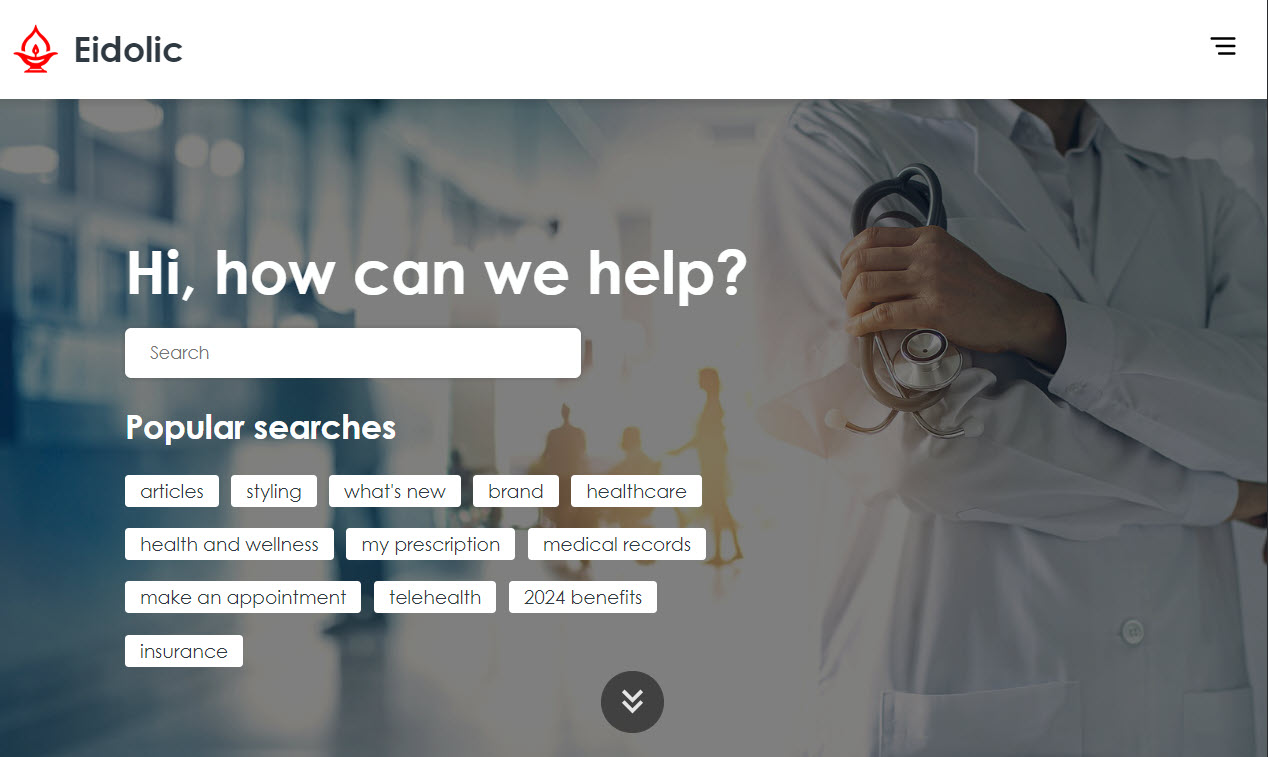 Eidolic
Hi, how can we help?
Search
Popular searches
articles styling what's new brand healthcare
health and wellness my prescription medical records
make an appointment telehealth 2024 benefits
insurance